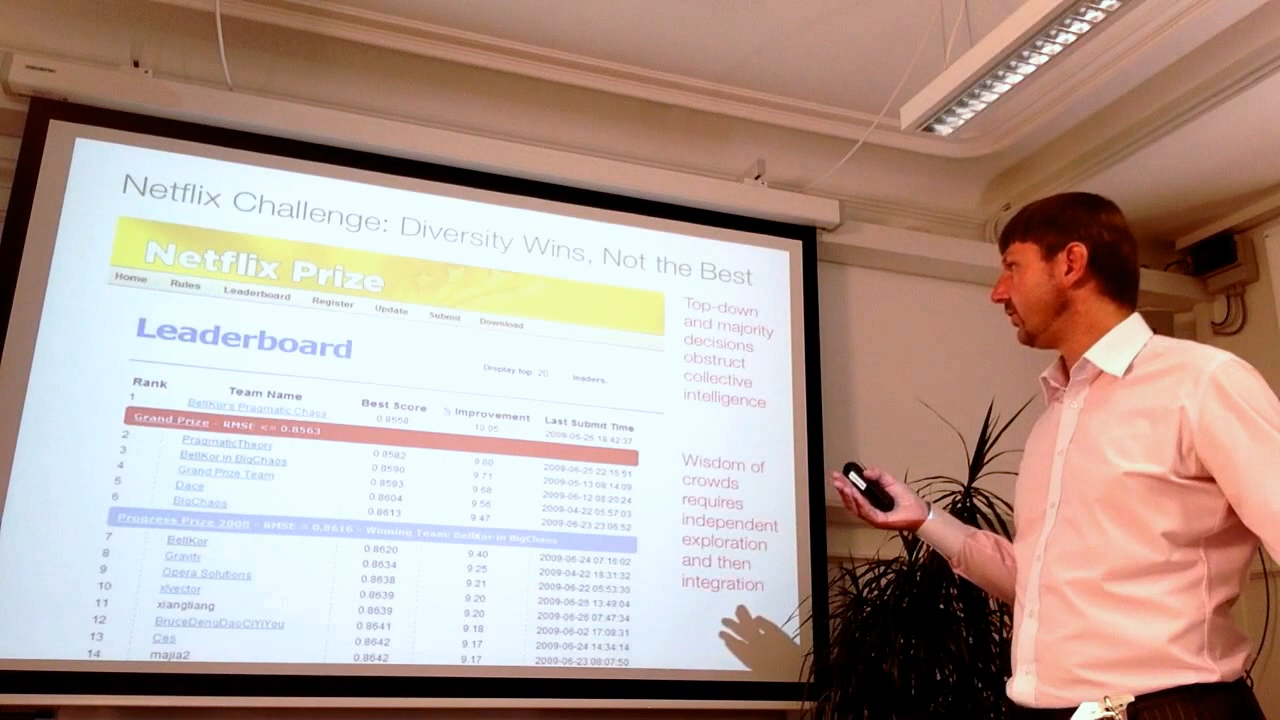 Netflix Challenge: Diversity Wins, Not the Best
Netflix Prize
Home Rules Leaderboard Register Update Submit Download
Leaderboard
Display top 20 leaders.
Rank Team Name Best Score % Improvement Last Submit Time
1 BellKor's Pragmatic Chaos 0.8558 10.05 2009-06-26 18:42:37
Grand Prize - RMSE <= 0.8563
2 PragmaticTheory 0.8582 9.80 2009-06-25 22:15:51
3 BellKor in BigChaos 0.8590 9.71 2009-05-13 08:14:09
4 Grand Prize Team 0.8593 9.68 2009-06-12 08:20:24
5 Dace 0.8604 9.56 2009-04-22 05:57:03
6 BigChaos 0.8613 9.47 2009-06-23 23:06:52
Progress Prize 2008 - RMSE = 0.8616 - Winning Team: BellKor in BigChaos
7 BellKor 0.8620 9.40 2009-06-24 07:16:02
8 Gravity 0.8634 9.25 2009-04-22 18:31:32
9 Opera Solutions 0.8638 9.21 2009-06-26 05:53:30
10 xlvector 0.8639 9.20 2009-06-26 13:49:04
11 xiangliang 0.8639 9.20 2009-06-26 07:47:34
12 BruceDengDaoCiYiYou 0.8641 9.18 2009-06-02 17:08:31
13 Ces 0.8642 9.17 2009-06-24 14:34:14
14 majia2 0.8642 9.17 2009-06-23 08:07:50
Top-down
and majority
decisions
obstruct
collective
intelligence
Wisdom of
crowds
requires
independent
exploration
and then
integration